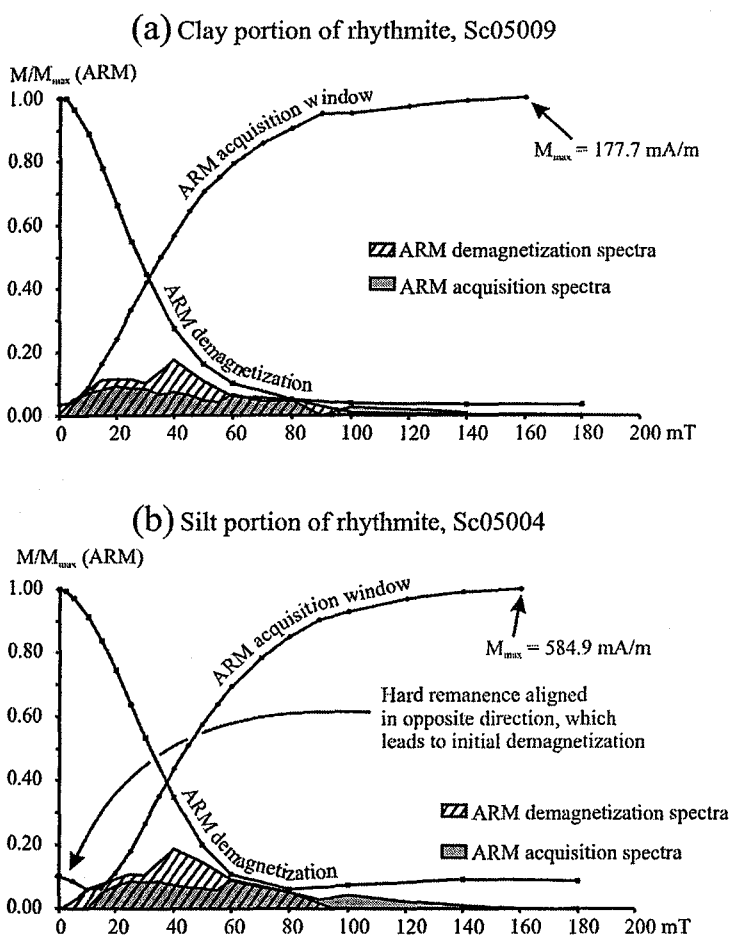 (a) Clay portion of rhythmite, Sc05009
M/Mmax (ARM)
1.00
0.80
0.60
0.40
0.20
0.00
ARM acquisition window
Mmax = 177.7 mA/m
ARM demagnetization spectra
ARM acquisition spectra
ARM demagnetization
0 20 40 60 80 100 120 140 160 180 200 mT
(b) Silt portion of rhythmite, Sc05004
M/Mmax (ARM)
1.00
0.80
0.60
0.40
0.20
0.00
ARM acquisition window
Mmax = 584.9 mA/m
Hard remanence aligned
in opposite direction, which
leads to initial demagnetization
ARM demagnetization spectra
ARM acquisition spectra
ARM demagnetization
0 20 40 60 80 100 120 140 160 180 200 mT